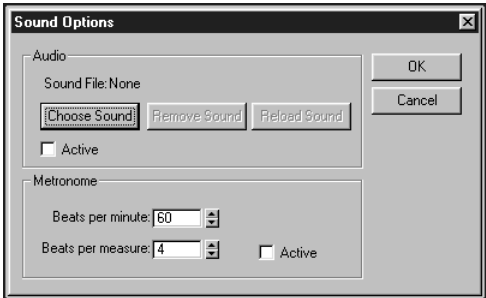 Sound Options
Audio
OK
Sound File: None
Cancel
Choose Sound Remove Sound Reload Sound
Active
Metronome
Beats per minute: 60
Beats per measure: 4
Active